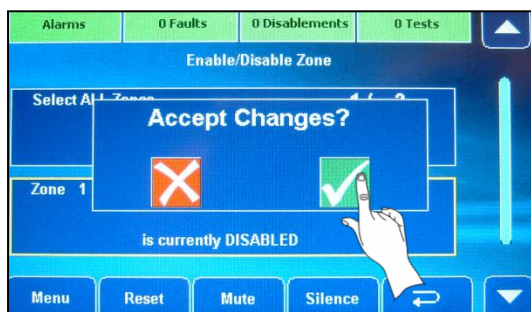 Alarms 0 Faults 0 Disablements 0 Tests
Enable/Disable Zone
Select
Accept Changes?
Zone 1
is currently DISABLED
Menu Reset Mute Silence